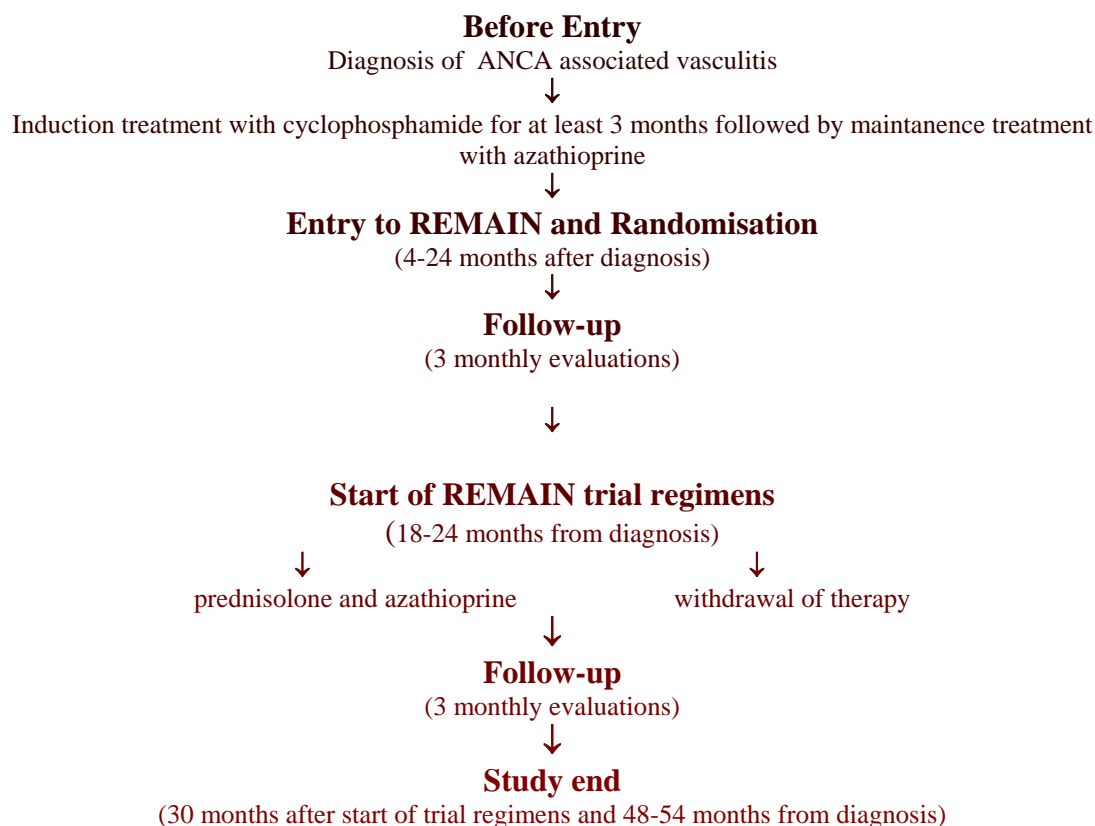 Before Entry
Diagnosis of ANCA associated vasculitis
↓
Induction treatment with cyclophosphamide for at least 3 months followed by maintanence treatment
with azathioprine
↓
Entry to REMAIN and Randomisation
(4-24 months after diagnosis)
↓
Follow-up
(3 monthly evaluations)
↓
Start of REMAIN trial regimens
(18-24 months from diagnosis)
↓ ↓
prednisolone and azathioprine withdrawal of therapy
↓
Follow-up
(3 monthly evaluations)
↓
Study end
(30 months after start of trial regimens and 48-54 months from diagnosis)